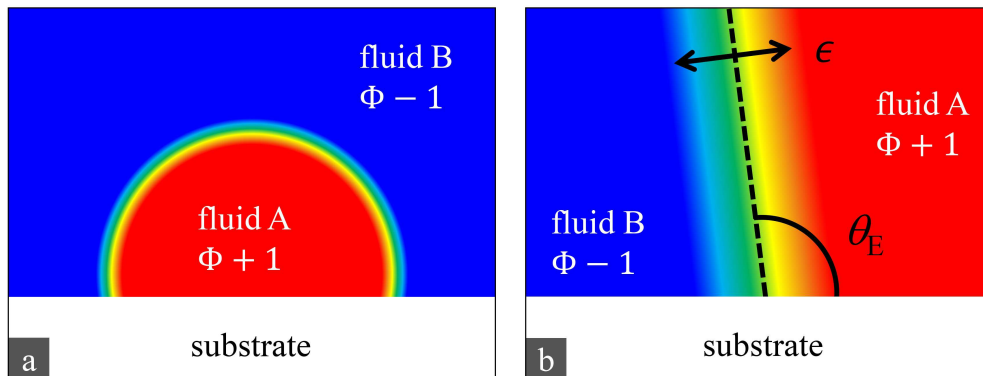 fluid B
Φ − 1
fluid A
Φ + 1
substrate
a
ϵ
fluid A
Φ + 1
fluid B
Φ − 1
θE
substrate
b